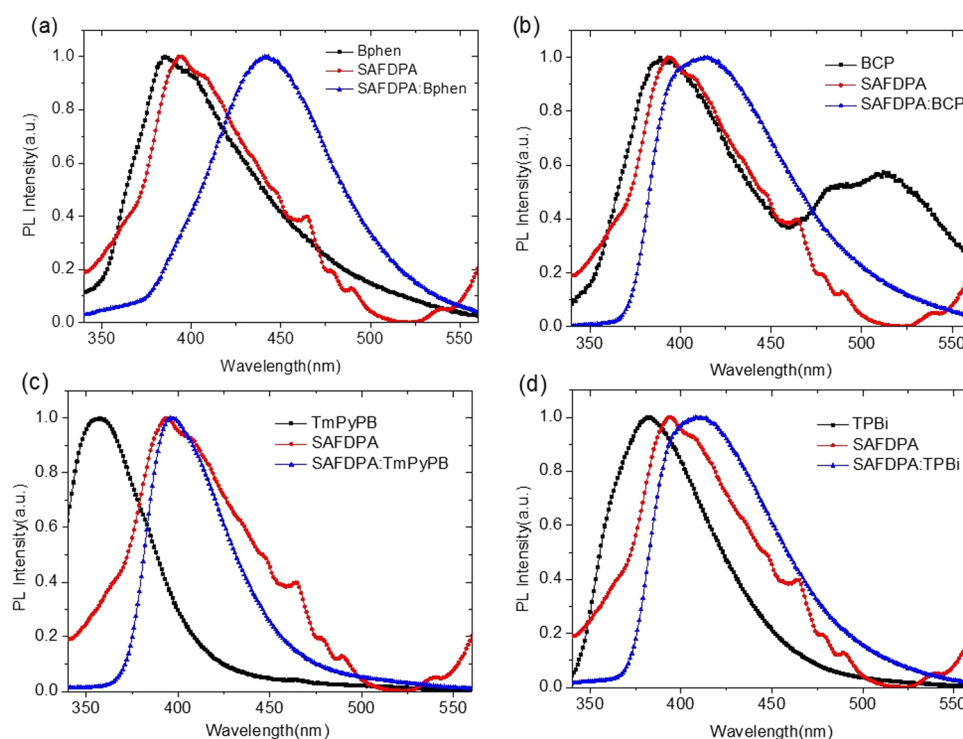 (a)
Bphen
SAFDPA
SAFDPA:Bphen
1.0
0.8
0.6
0.4
0.2
0.0
PL Intensity(a.u.)
350 400 450 500 550
Wavelength(nm)
(b)
BCP
SAFDPA
SAFDPA:BCP
1.0
0.8
0.6
0.4
0.2
0.0
PL Intensity(a.u.)
350 400 450 500 550
Wavelength(nm)
(c)
TmPyPB
SAFDPA
SAFDPA:TmPyPB
1.0
0.8
0.6
0.4
0.2
0.0
PL Intensity(a.u.)
350 400 450 500 550
Wavelength(nm)
(d)
TPBi
SAFDPA
SAFDPA:TPBi
1.0
0.8
0.6
0.4
0.2
0.0
PL Intensity(a.u.)
350 400 450 500 550
Wavelength(nm)